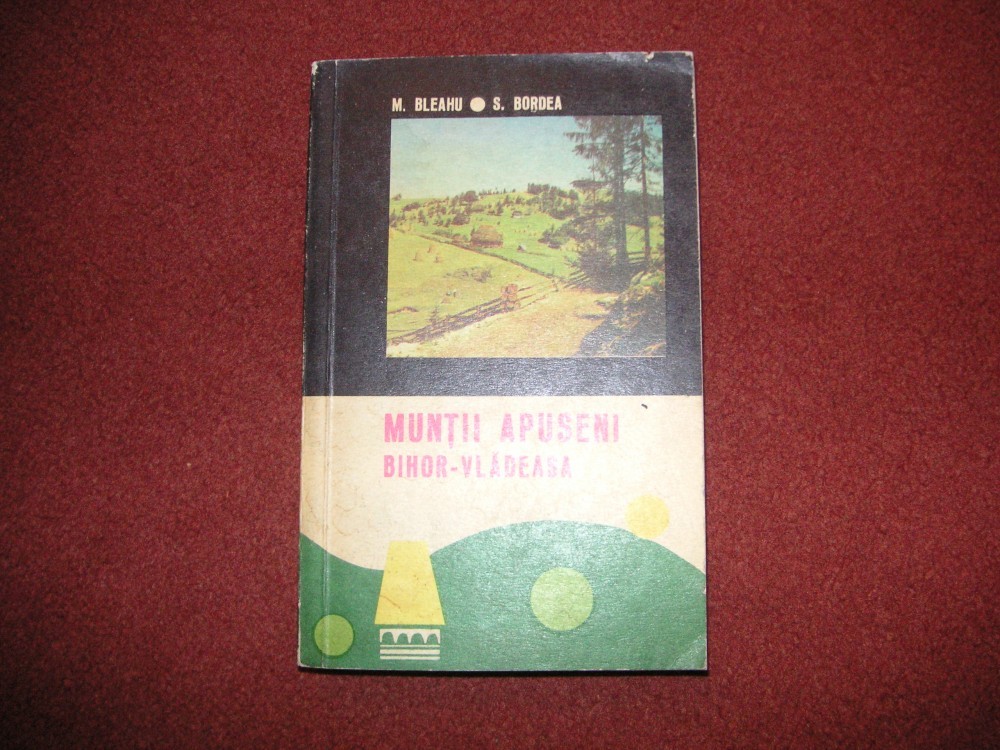 M. BLEAHU ● S. BORDEA
MUNȚII APUSENI
BIHOR-VLĂDEASA